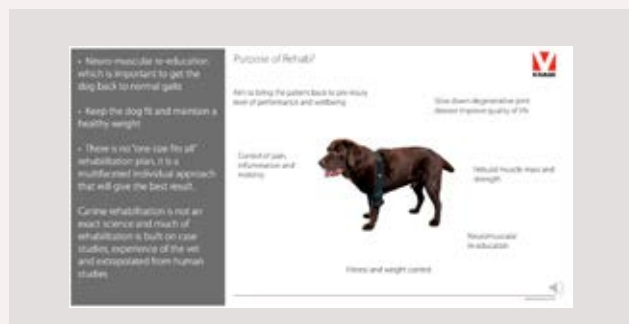 • Neuro-muscular re-education
which is important to get the
dog back to normal gaits
• Keep the dog fit and maintain a
healthy weight
• There is no "one size fits all"
rehabilitation plan, it is a
multifaceted individual approach
that will give the best result.
Canine rehabilitation is not an
exact science and much of
rehabilitation is built on case
studies, experience of the vet
and extrapolated from human
studies
Purpose of Rehab?
Aim to bring the patient back to pre-injury
level of performance and wellbeing
Slow down degenerative joint
disease improve quality of life
Control of pain,
inflammation and
Rebuild muscle mass and
strength
Neuromuscular
re-education
Fitness and weight control